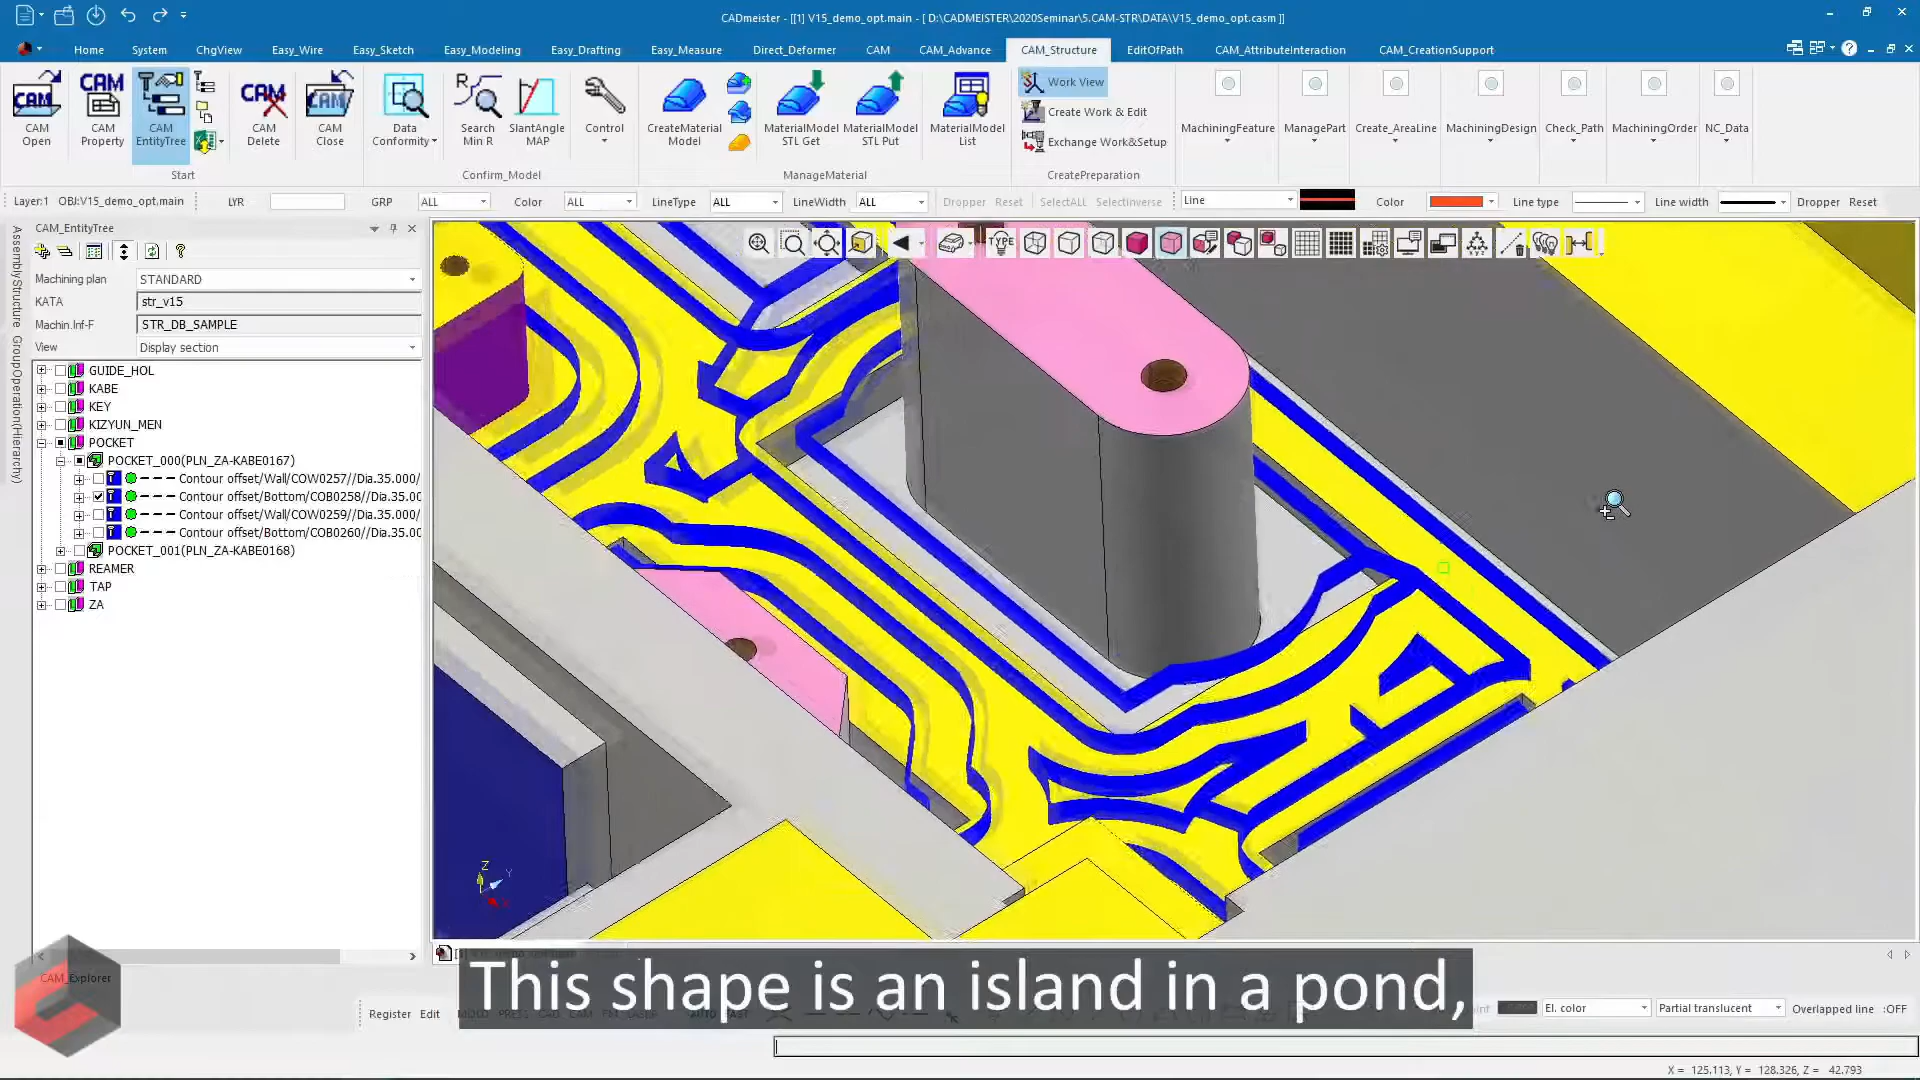 CADmeister - [[1] V15_demo_opt.main - [ D:\CADMEISTER\2020Seminar\5.CAM-STR\DATA\V15_demo_opt.casm ]]
Home System ChgView Easy_Wire Easy_Sketch Easy_Modeling Easy_Drafting Easy_Measure Direct_Deformer CAM CAM_Advance CAM_Structure EditOfPath CAM_AttributeInteraction CAM_CreationSupport
CAM Open
CAM Property
CAM EntityTree
CAM Delete
CAM Close
Data Conformity
Search Min R
SlantAngle MAP
Control
CreateMaterial Model
MaterialModel STL Get
MaterialModel STL Put
MaterialModel List
Work View
Create Work & Edit
Exchange Work&Setup
MachiningFeature
ManagePart
Create_AreaLine
MachiningDesign
Check_Path
MachiningOrder
NC_Data
Start Confirm_Model ManageMaterial CreatePreparation
Layer:1 OBJ:V15_demo_opt.main LYR GRP ALL Color ALL LineType ALL LineWidth ALL Dropper Reset SelectALL SelectInverse Line Color Line type Line width Dropper Reset
AssemblyStructure
GroupOperation(Hierarchy)
CAM_EntityTree
Machining plan STANDARD
KATA str_v15
Machin.Inf-F STR_DB_SAMPLE
View Display section
GUIDE_HOL
KABE
KEY
KIZYUN_MEN
POCKET
POCKET_000(PLN_ZA-KABE0167)
Contour offset/Wall/COW0257//Dia.35.000/
Contour offset/Bottom/COB0258//Dia.35.00
Contour offset/Wall/COW0259//Dia.35.000/
Contour offset/Bottom/COB0260//Dia.35.00
POCKET_001(PLN_ZA-KABE0168)
REAMER
TAP
ZA
TYPE
Z
Y
CAM_Explorer
This shape is an island in a pond,
Register Edit
El. color Partial translucent Overlapped line :OFF
X = 125.113, Y = 128.326, Z = 42.793